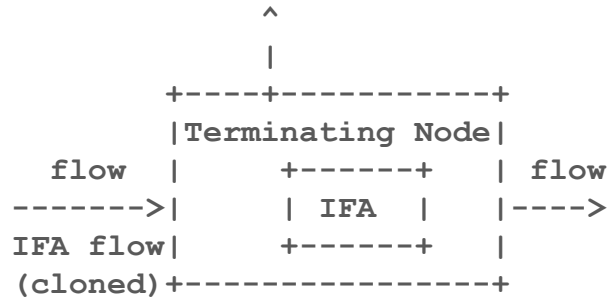 ^
|
+----+-----------+
|Terminating Node|
flow | +------+ | flow
------->| | IFA | |---->
IFA flow| +------+ |
(cloned)+----------------+